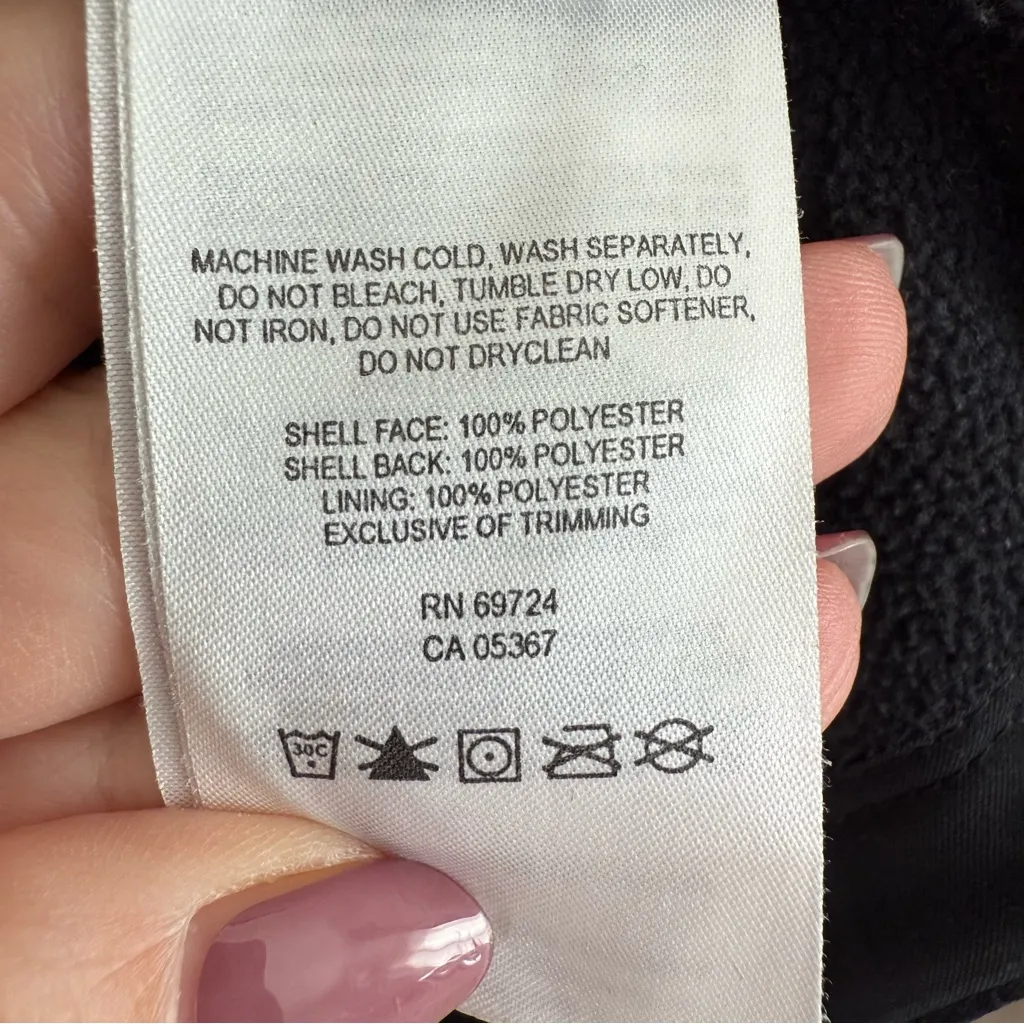 MACHINE WASH COLD, WASH SEPARATELY,
DO NOT BLEACH, TUMBLE DRY LOW, DO
NOT IRON, DO NOT USE FABRIC SOFTENER,
DO NOT DRYCLEAN
SHELL FACE: 100% POLYESTER
SHELL BACK: 100% POLYESTER
LINING: 100% POLYESTER
EXCLUSIVE OF TRIMMING
RN 69724
CA 05367
30C